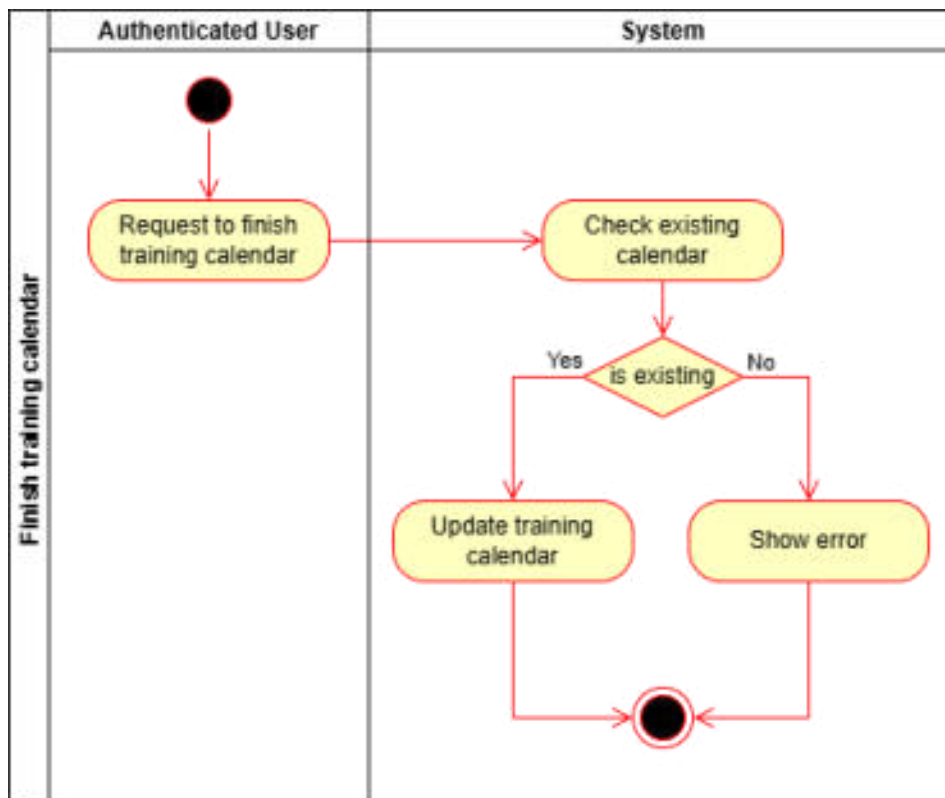 Authenticated User
System
Finish training calendar
Request to finish
training calendar
Check existing
calendar
Yes
is existing
No
Update training
calendar
Show error